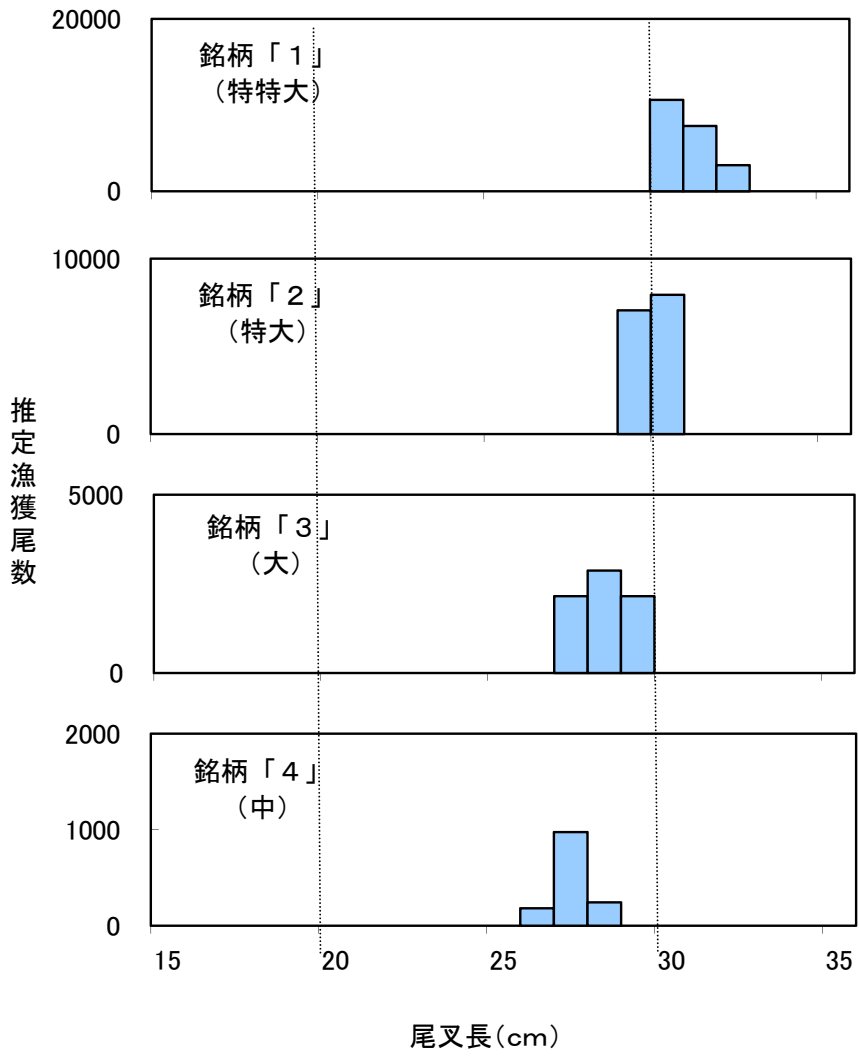 20000
銘柄「１」
（特特大）
0
10000
銘柄「２」
（特大）
0
推定漁獲尾数
5000
銘柄「３」
（大）
0
2000
銘柄「４」
（中）
1000
0
15 20 25 30 35
尾叉長(cm)